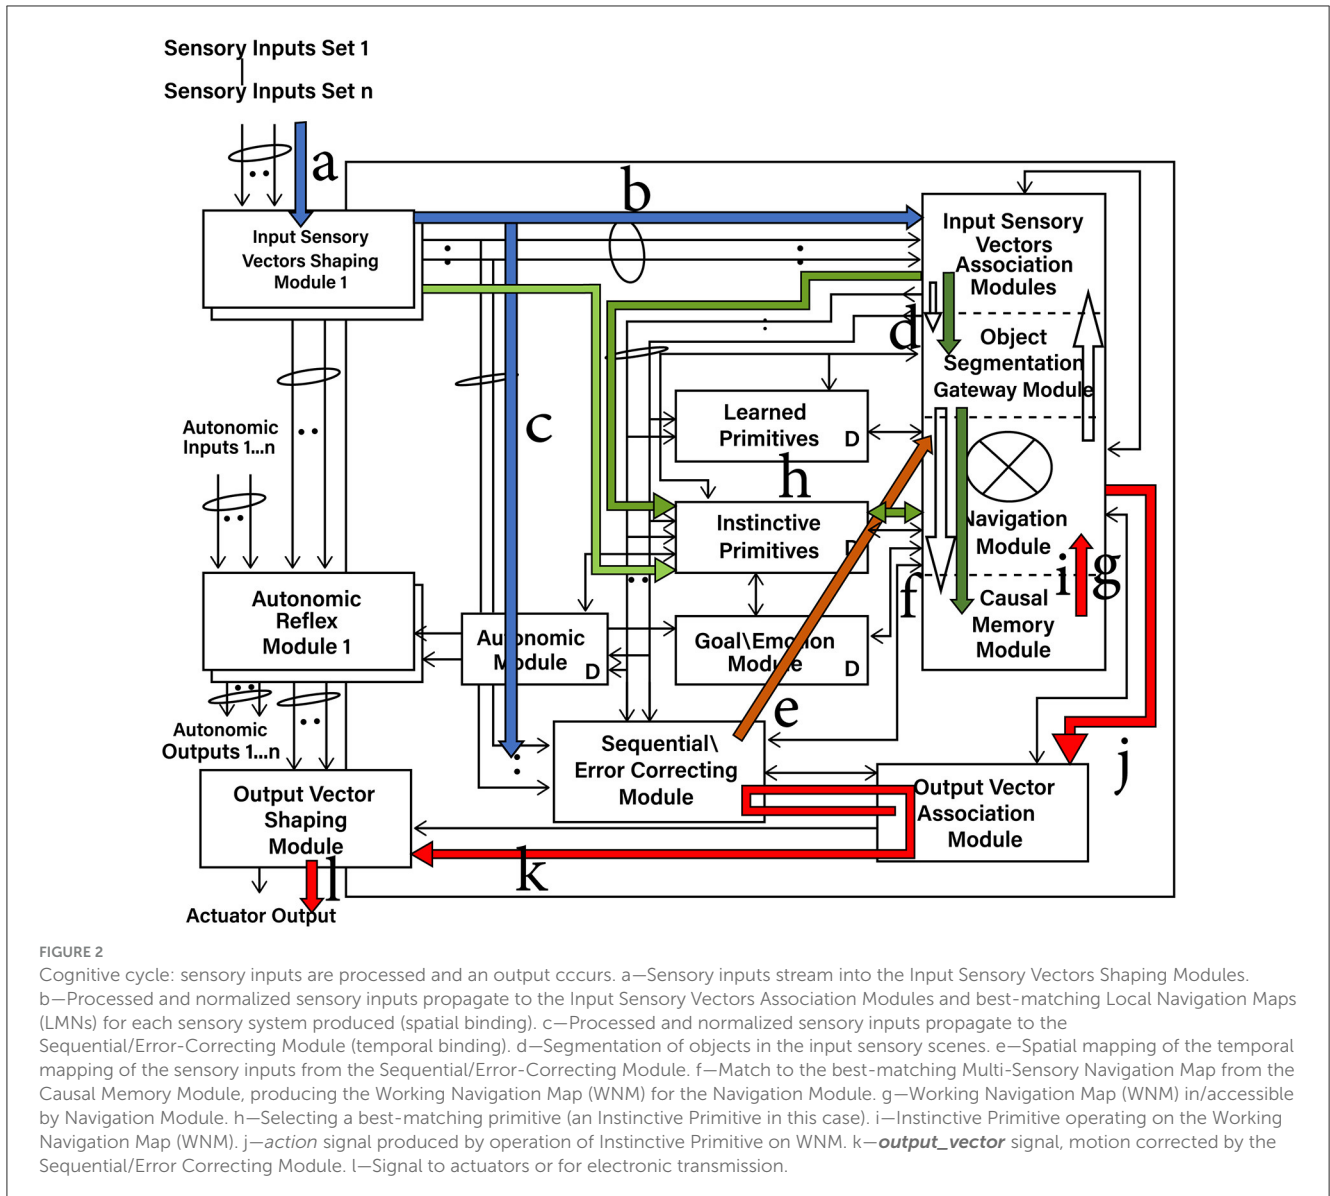 Sensory Inputs Set 1
Sensory Inputs Set n
a
b
Input Sensory
Vectors Shaping
Module 1
Input Sensory
Vectors
Association
Modules
d
Object
Segmentation
Gateway Module
c
Learned
Primitives
D
Autonomic
Inputs 1...n
h
Instinctive
Primitives
D
Navigation
Module
i
g
f
Causal
Memory
Module
Autonomic
Reflex
Module 1
Autonomic
Module
D
Goal\Emotion
Module
D
e
Autonomic
Outputs 1...n
Sequential\
Error Correcting
Module
j
Output Vector
Shaping
Module
Output Vector
Association
Module
k
l
Actuator Output
FIGURE 2
Cognitive cycle: sensory inputs are processed and an output cccurs. a—Sensory inputs stream into the Input Sensory Vectors Shaping Modules.
b—Processed and normalized sensory inputs propagate to the Input Sensory Vectors Association Modules and best-matching Local Navigation Maps
(LMNs) for each sensory system produced (spatial binding). c—Processed and normalized sensory inputs propagate to the
Sequential/Error-Correcting Module (temporal binding). d—Segmentation of objects in the input sensory scenes. e—Spatial mapping of the temporal
mapping of the sensory inputs from the Sequential/Error-Correcting Module. f—Match to the best-matching Multi-Sensory Navigation Map from the
Causal Memory Module, producing the Working Navigation Map (WNM) for the Navigation Module. g—Working Navigation Map (WNM) in/accessible
by Navigation Module. h—Selecting a best-matching primitive (an Instinctive Primitive in this case). i—Instinctive Primitive operating on the Working
Navigation Map (WNM). j—action signal produced by operation of Instinctive Primitive on WNM. k—output_vector signal, motion corrected by the
Sequential/Error Correcting Module. l—Signal to actuators or for electronic transmission.